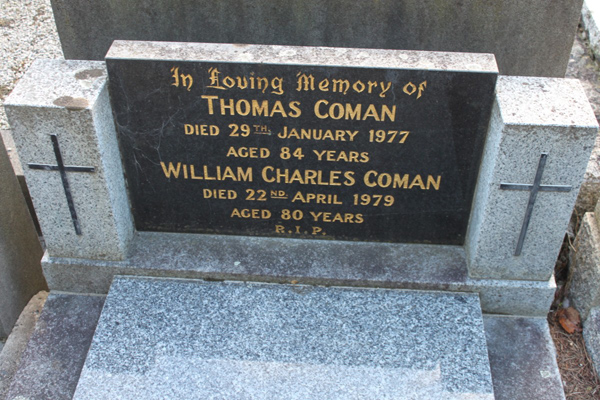 In Loving Memory of
THOMAS COMAN
DIED 29TH. JANUARY 1977
AGED 84 YEARS
WILLIAM CHARLES COMAN
DIED 22ND. APRIL 1979
AGED 80 YEARS
R.I.P.